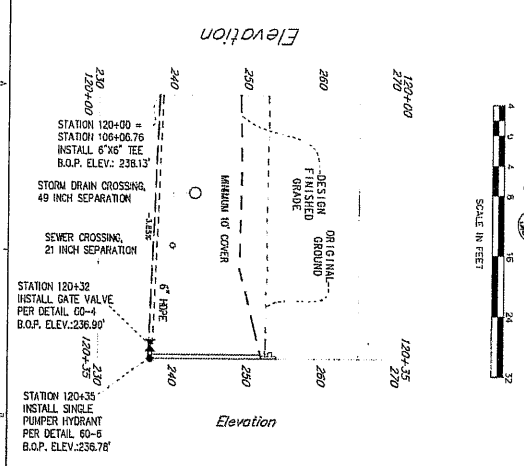 Elevation
230
240
250
260
270
120+00
120+00
STATION 120+00 =
STATION 106+06.76
INSTALL 6"X6" TEE
B.O.P. ELEV.: 238.13'
STORM DRAIN CROSSING,
49 INCH SEPARATION
SEWER CROSSING,
21 INCH SEPARATION
STATION 120+32
INSTALL GATE VALVE
PER DETAIL 60-4
B.O.P. ELEV.:236.90'
STATION 120+35
INSTALL SINGLE
PUMPER HYDRANT
PER DETAIL 60-6
B.O.P. ELEV.:236.78'
-3.83%
6" HDPE
MINIMUM 10' COVER
DESIGN
FINISHED
GRADE
ORIGINAL
GROUND
120+35
120+35
230
240
250
260
270
Elevation
SCALE IN FEET
4
0
4
8
16
24
32